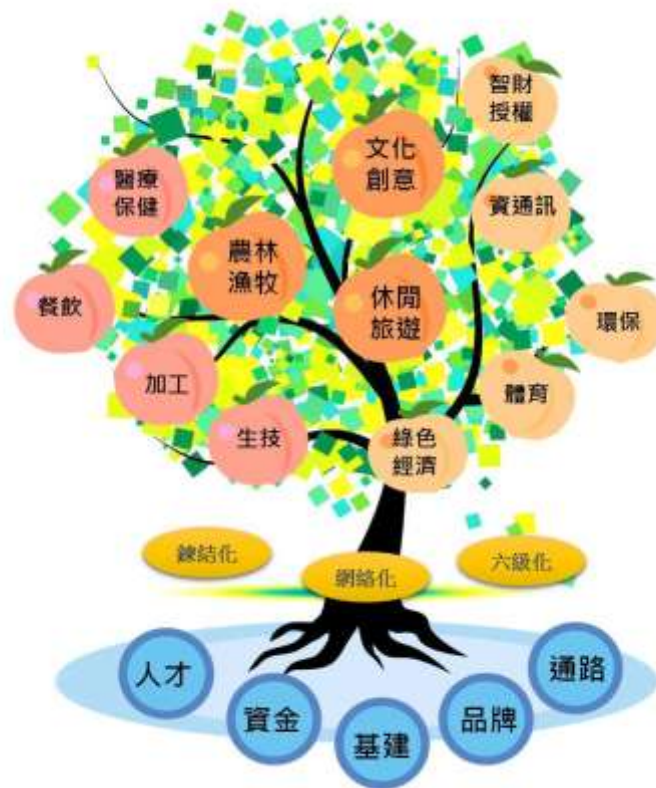 智財
授權
文化
創意
醫療
保健
資通訊
農林
漁牧
休閒
旅遊
餐飲
環保
加工
體育
生技
綠色
經濟
鍊結化
網絡化
六級化
人才
資金
基建
品牌
通路